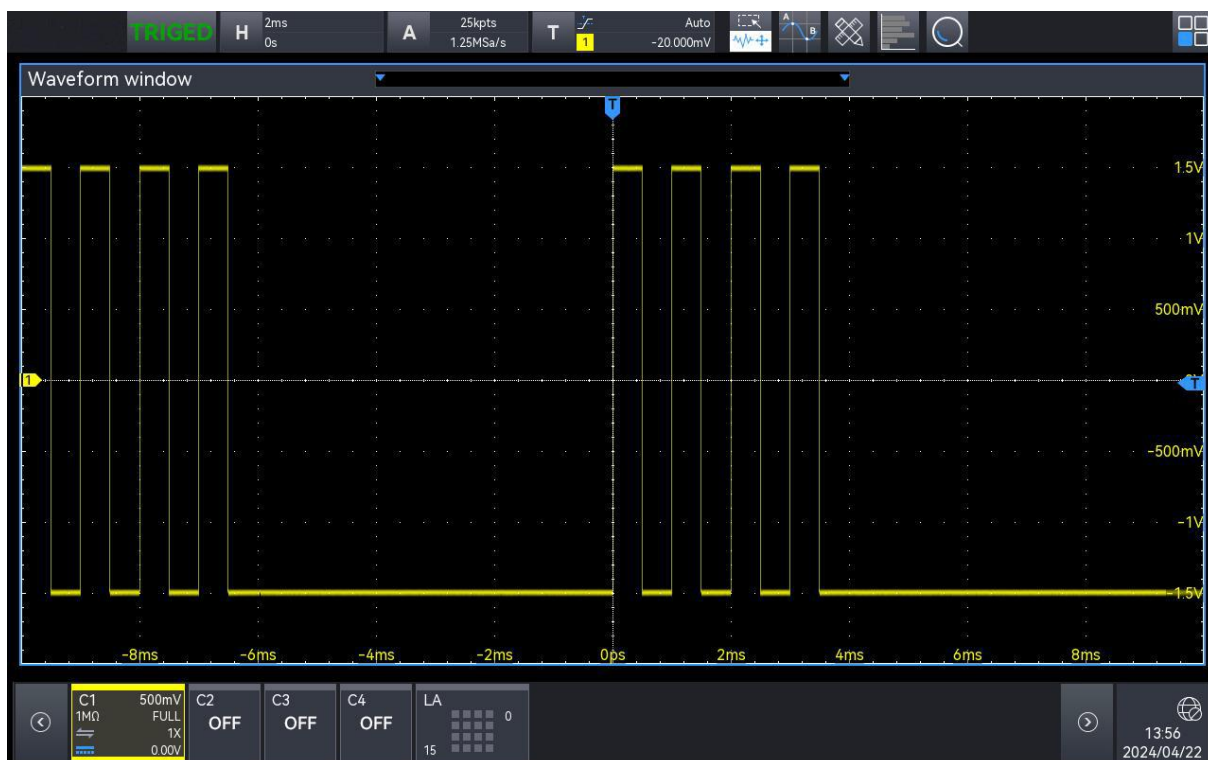 TRIGED H 2ms 0s A 25kpts 1.25MSa/s T 1 Auto -20.000mV A B
Waveform window
T
1.5V
1V
500mV
1
T
-500mV
-1V
-1.5V
-8ms -6ms -4ms -2ms 0ps 2ms 4ms 6ms 8ms
C1 500mV C2 C3 C4 LA
1MΩ FULL OFF OFF OFF 0
1X
0.00V 15
13:56
2024/04/22